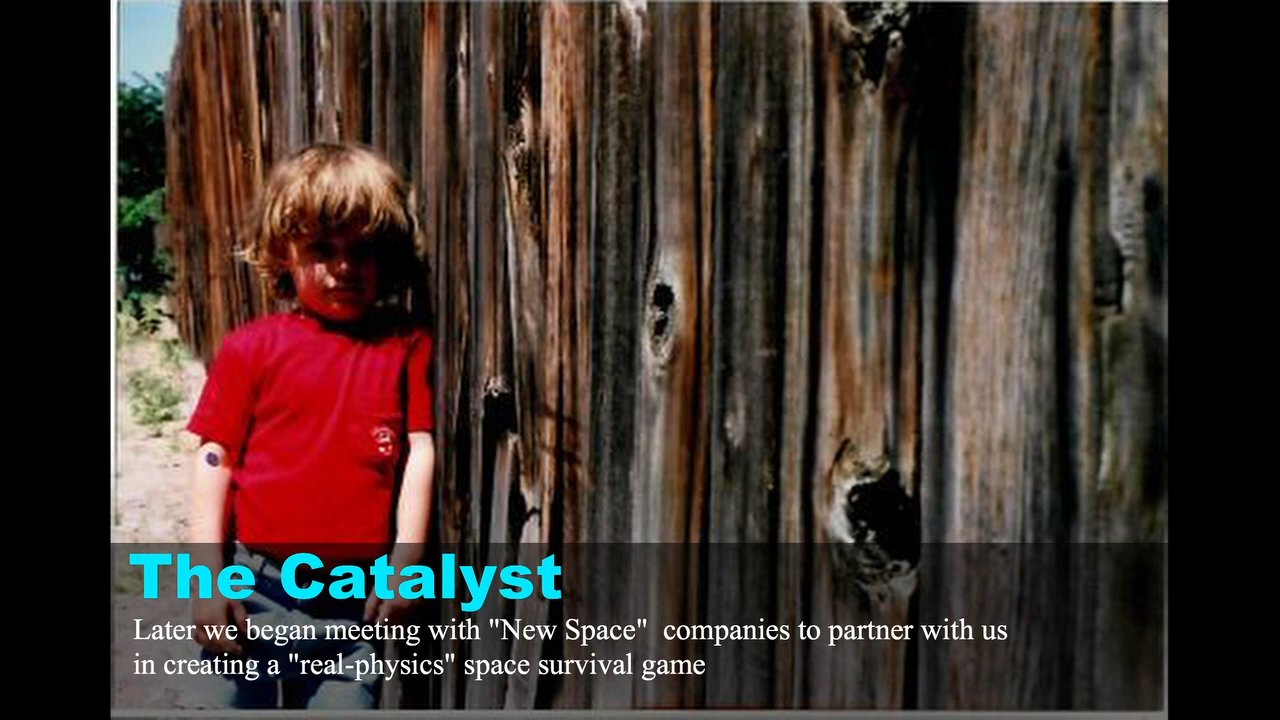 The Catalyst
Later we began meeting with "New Space"  companies to partner with us
in creating a "real-physics" space survival game